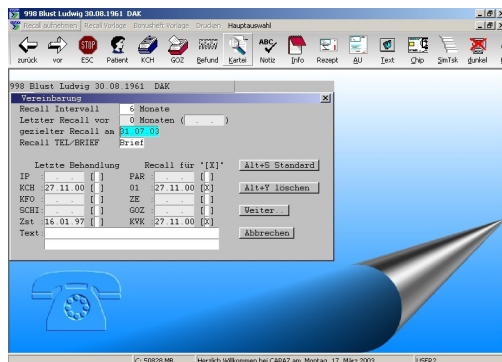 998 Blust Ludwig 30.08.1961 DAK
Recall aufnehmen Recall Vorlage Bonusheft Vorlage Drucken Hauptauswahl
STOP ABC
zurück vor ESC Patient KCH GOZ Befund Kartei Notiz Info Rezept AU Text Chip SimTsk dunkel
998 Blust Ludwig 30.08.1961 DAK
Vereinbarung
Recall Intervall 6 Monate
Letzter Recall vor 0 Monaten ( . . )
gezielter Recall am 31.07.03
Recall TEL/BRIEF Brief
Letzte Behandlung Recall für "[X]" Alt+S Standard
IP : . . [ ] PAR : . . [ ]
KCH :27.11.00 [ ] 01 :27.11.00 [X] Alt+Y löschen
KFO : . . [ ] ZE : . . [ ]
SCHI: . . [ ] GOZ : . . [ ] Weiter..
Zst :16.01.97 [ ] KVK :27.11.00 [X]
Text: Abbrechen
C: 50828 MB Herzlich Willkommen bei CAPAZ am Montag, 17. März 2003 USER2